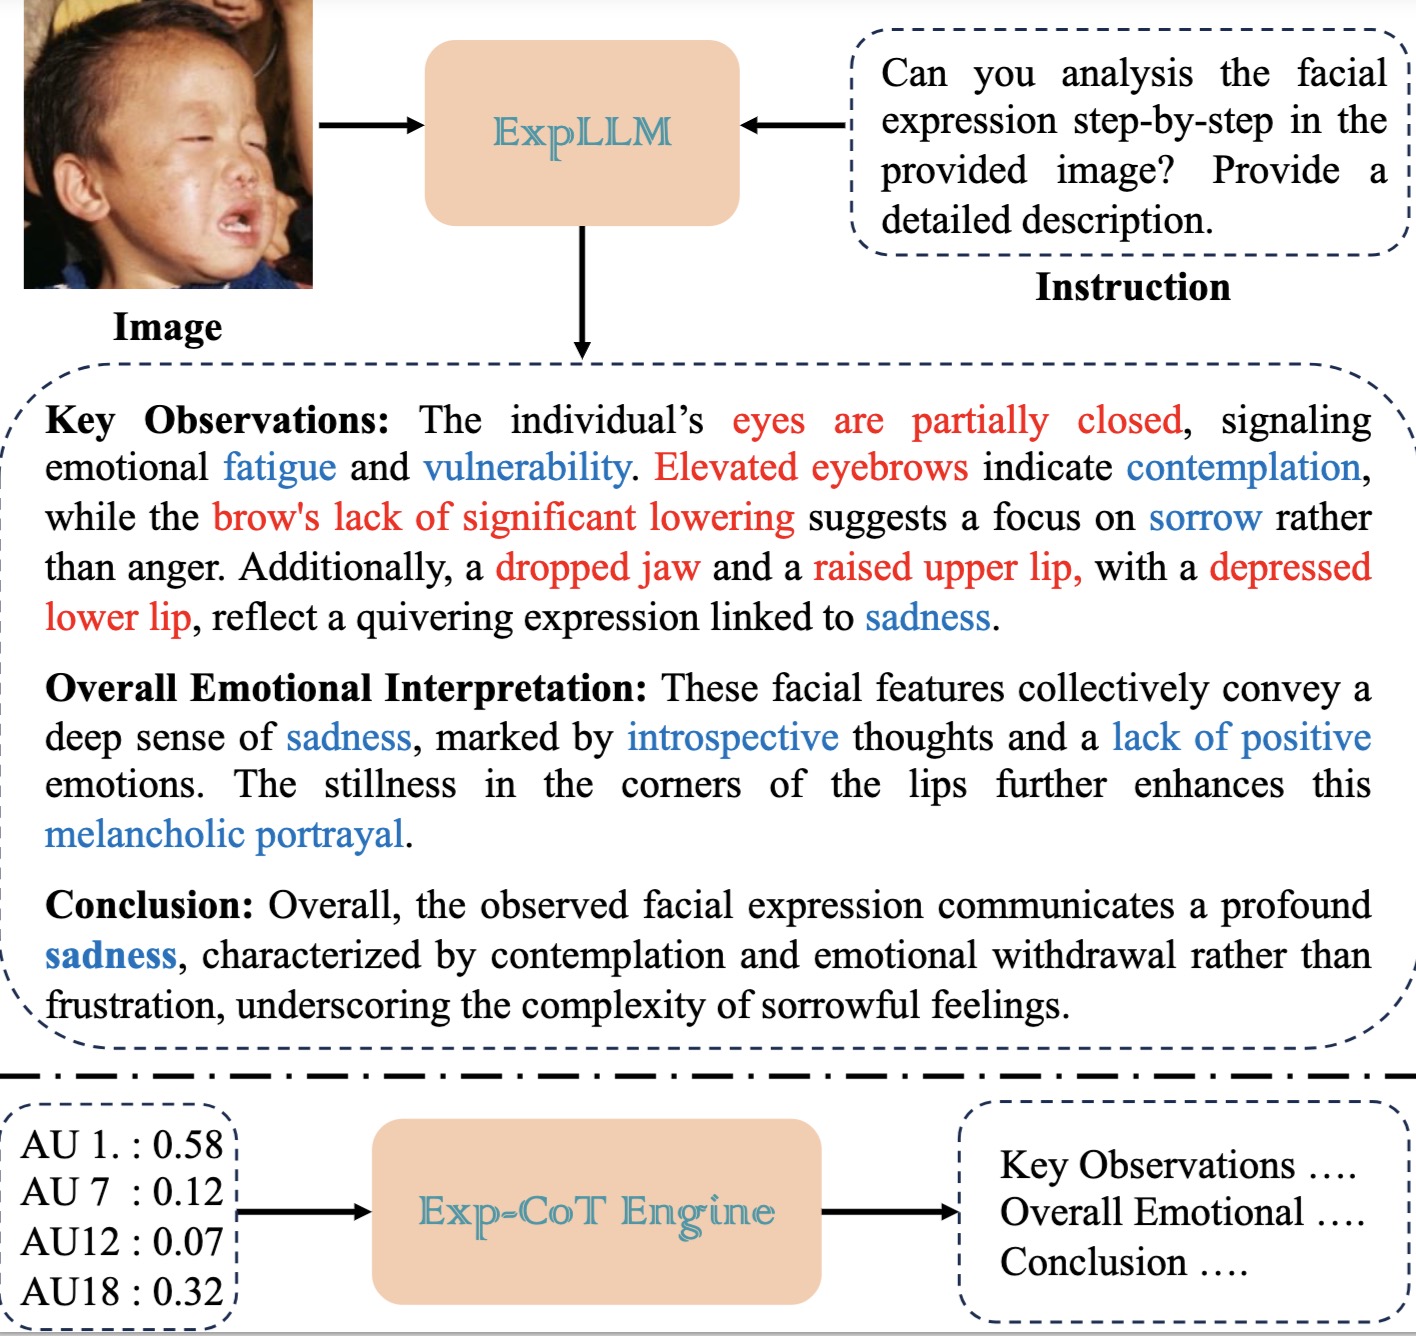 ExpLLM
Can you analysis the facial
expression step-by-step in the
provided image? Provide a
detailed description.
Instruction
Image
Key Observations: The individual’s eyes are partially closed, signaling
emotional fatigue and vulnerability. Elevated eyebrows indicate contemplation,
while the brow's lack of significant lowering suggests a focus on sorrow rather
than anger. Additionally, a dropped jaw and a raised upper lip, with a depressed
lower lip, reflect a quivering expression linked to sadness.
Overall Emotional Interpretation: These facial features collectively convey a
deep sense of sadness, marked by introspective thoughts and a lack of positive
emotions. The stillness in the corners of the lips further enhances this
melancholic portrayal.
Conclusion: Overall, the observed facial expression communicates a profound
sadness, characterized by contemplation and emotional withdrawal rather than
frustration, underscoring the complexity of sorrowful feelings.
AU 1. : 0.58
AU 7 : 0.12
AU12 : 0.07
AU18 : 0.32
Exp-CoT Engine
Key Observations ….
Overall Emotional ….
Conclusion ….